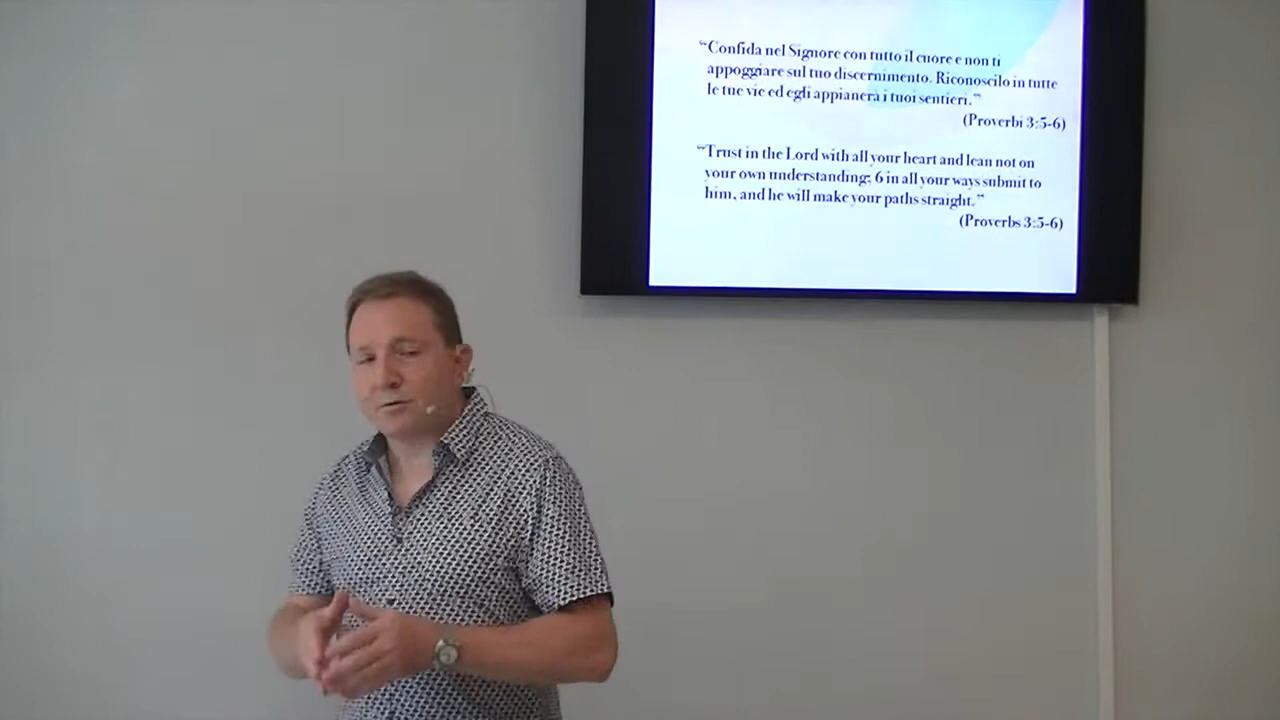 “Confida nel Signore con tutto il cuore e non ti
appoggiare sul tuo discernimento. Riconoscilo in tutte
le tue vie ed egli appianerà i tuoi sentieri.”
(Proverbi 3:5-6)
“Trust in the Lord with all your heart and lean not on
your own understanding; 6 in all your ways submit to
him, and he will make your paths straight.”
(Proverbs 3:5-6)